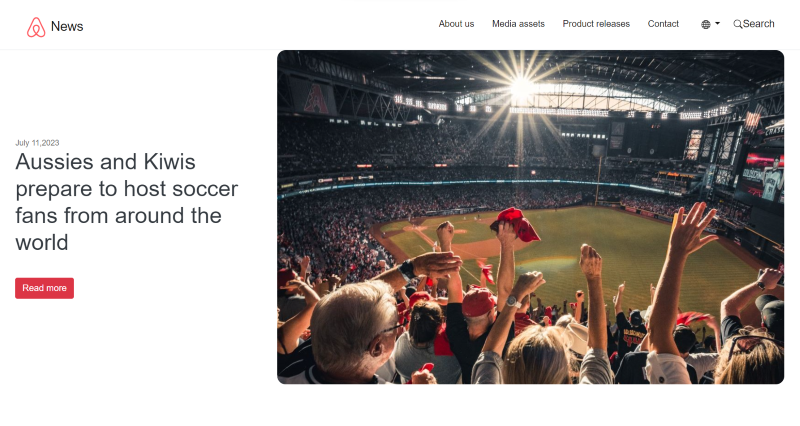 News
About us
Media assets
Product releases
Contact
Search
July 11,2023
Aussies and Kiwis
prepare to host soccer
fans from around the
world
Read more
CHASE